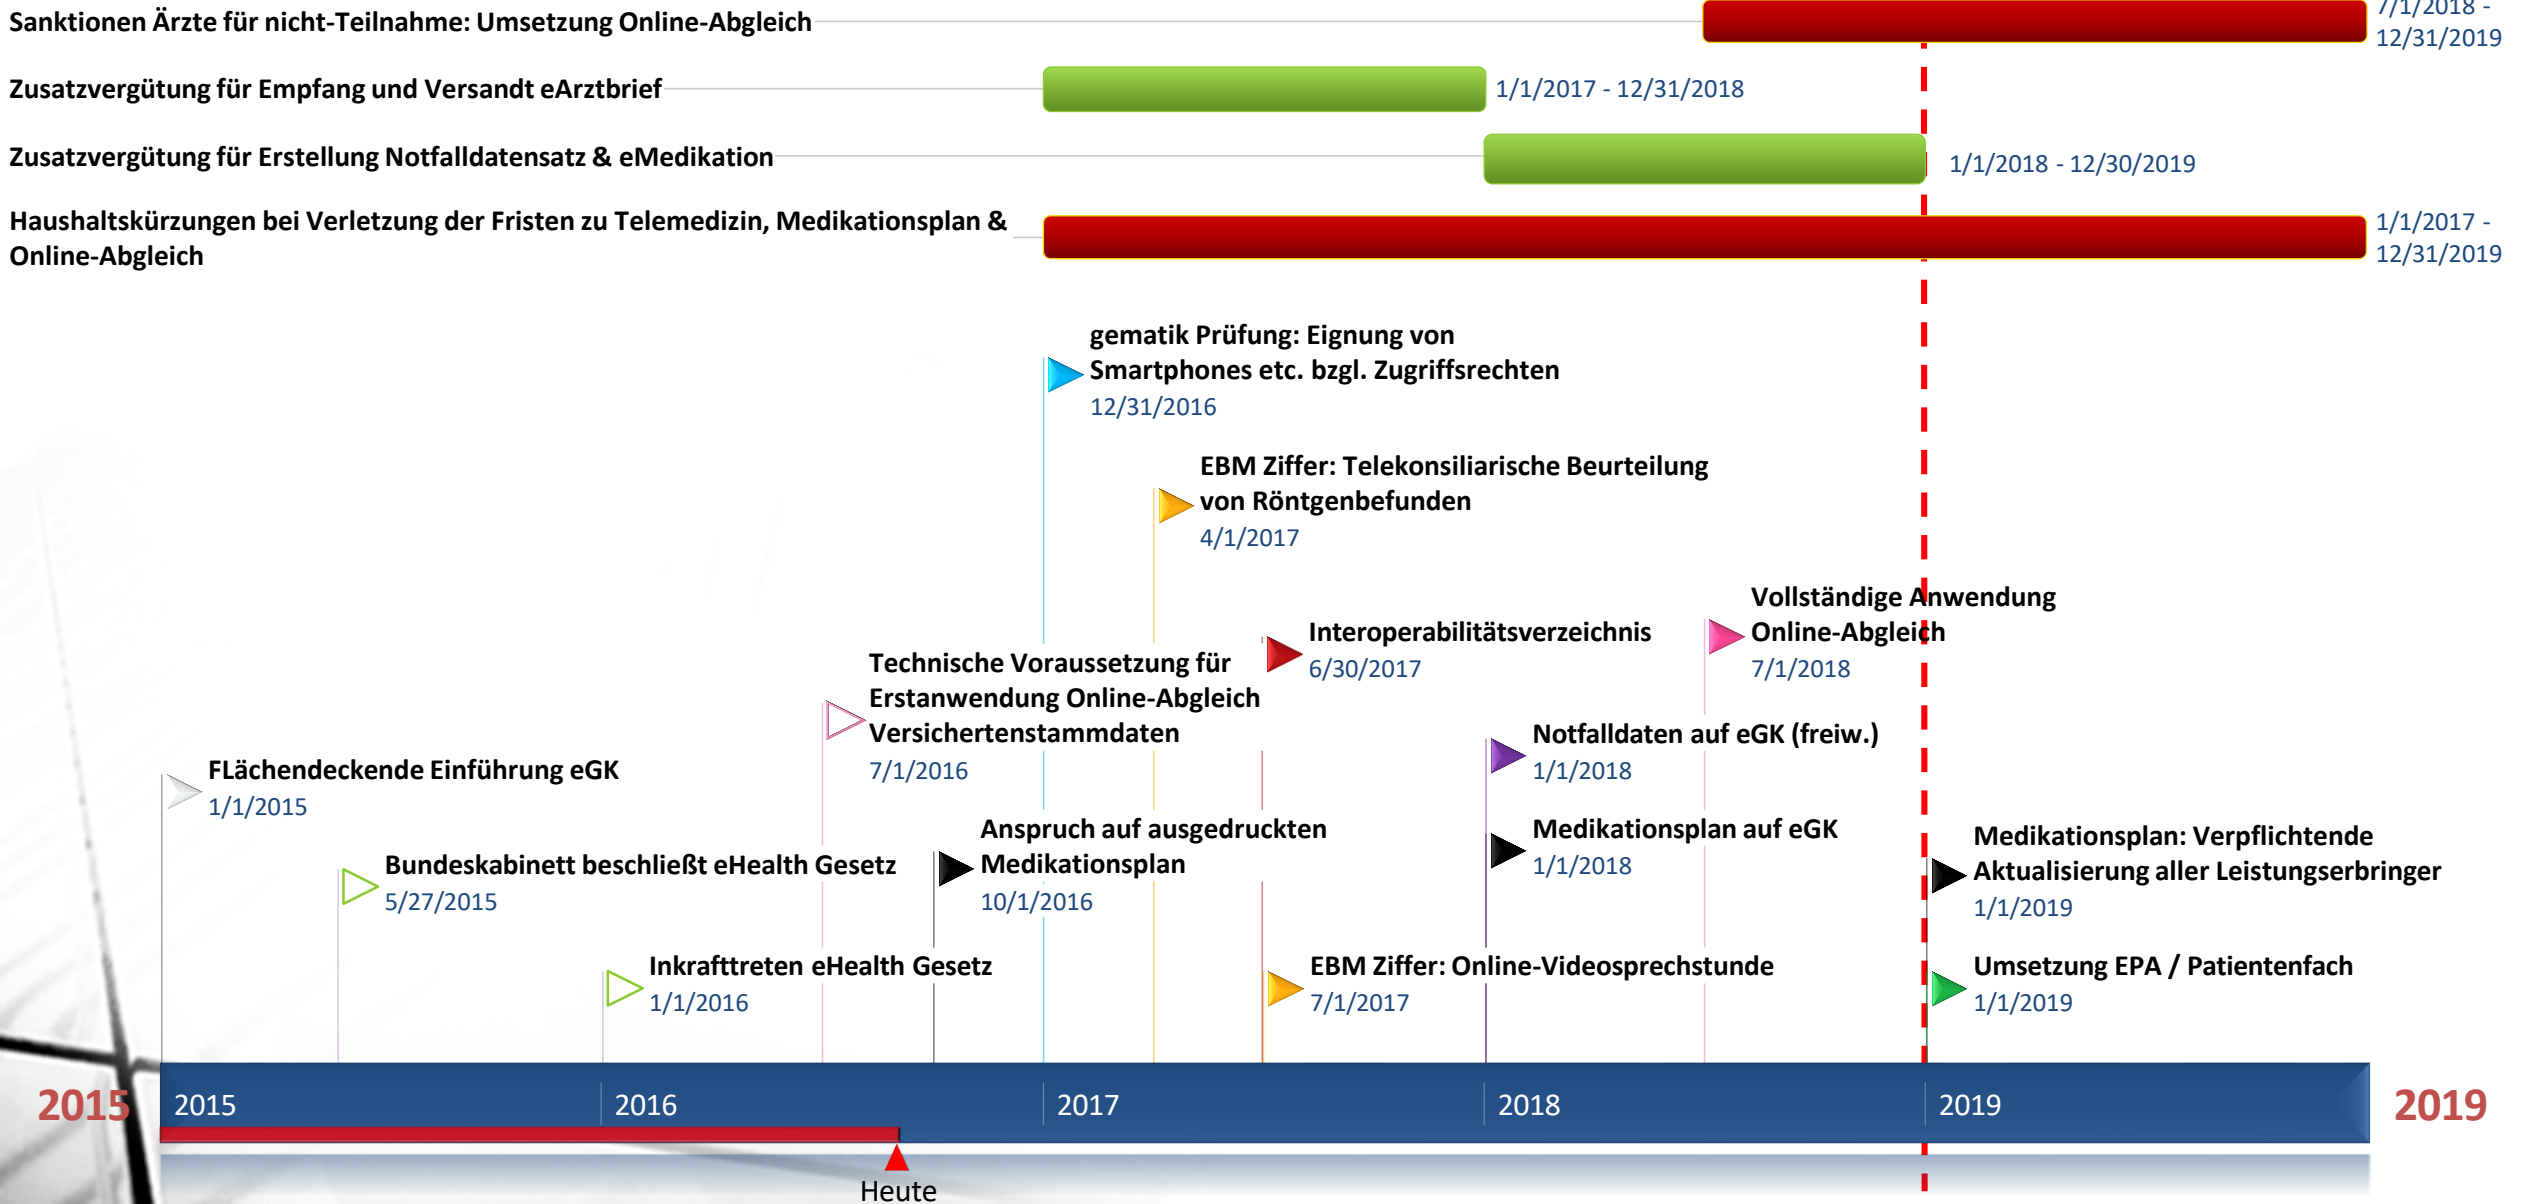 Sanktionen Ärzte für nicht-Teilnahme: Umsetzung Online-Abgleich
7/1/2018 -
12/31/2019
Zusatzvergütung für Empfang und Versandt eArztbrief
1/1/2017 - 12/31/2018
Zusatzvergütung für Erstellung Notfalldatensatz & eMedikation
1/1/2018 - 12/30/2019
Haushaltskürzungen bei Verletzung der Fristen zu Telemedizin, Medikationsplan &
Online-Abgleich
1/1/2017 -
12/31/2019
gematik Prüfung: Eignung von
Smartphones etc. bzgl. Zugriffsrechten
12/31/2016
EBM Ziffer: Telekonsiliarische Beurteilung
von Röntgenbefunden
4/1/2017
Vollständige Anwendung
Online-Abgleich
7/1/2018
Interoperabilitätsverzeichnis
6/30/2017
Technische Voraussetzung für
Erstanwendung Online-Abgleich
Versichertenstammdaten
7/1/2016
Notfalldaten auf eGK (freiw.)
1/1/2018
FLächendeckende Einführung eGK
1/1/2015
Anspruch auf ausgedruckten
Medikationsplan
10/1/2016
Medikationsplan auf eGK
1/1/2018
Medikationsplan: Verpflichtende
Aktualisierung aller Leistungserbringer
1/1/2019
Bundeskabinett beschließt eHealth Gesetz
5/27/2015
Inkrafttreten eHealth Gesetz
1/1/2016
EBM Ziffer: Online-Videosprechstunde
7/1/2017
Umsetzung EPA / Patientenfach
1/1/2019
2015
2015
2016
2017
2018
2019
2019
Heute